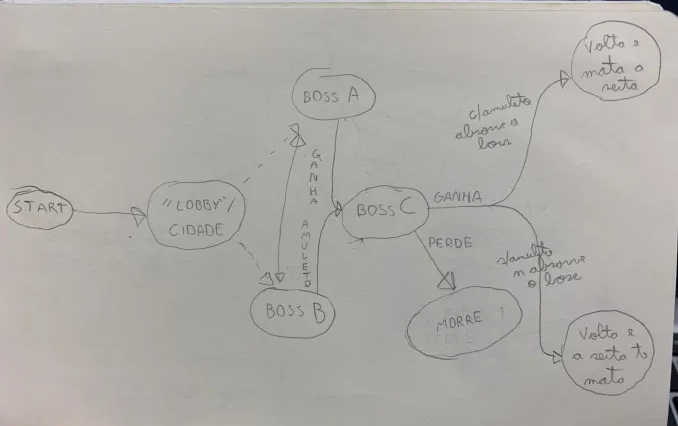 START
"LOBBY"/
CIDADE
BOSS A
GANHA AMULETO
BOSS B
BOSS C
GANHA
PERDE
MORRE
c/amuleto
absorve o
boss
Volta e
mata a
seita
s/amuleto
n absorve
o boss
Volta e
a seita te
mata